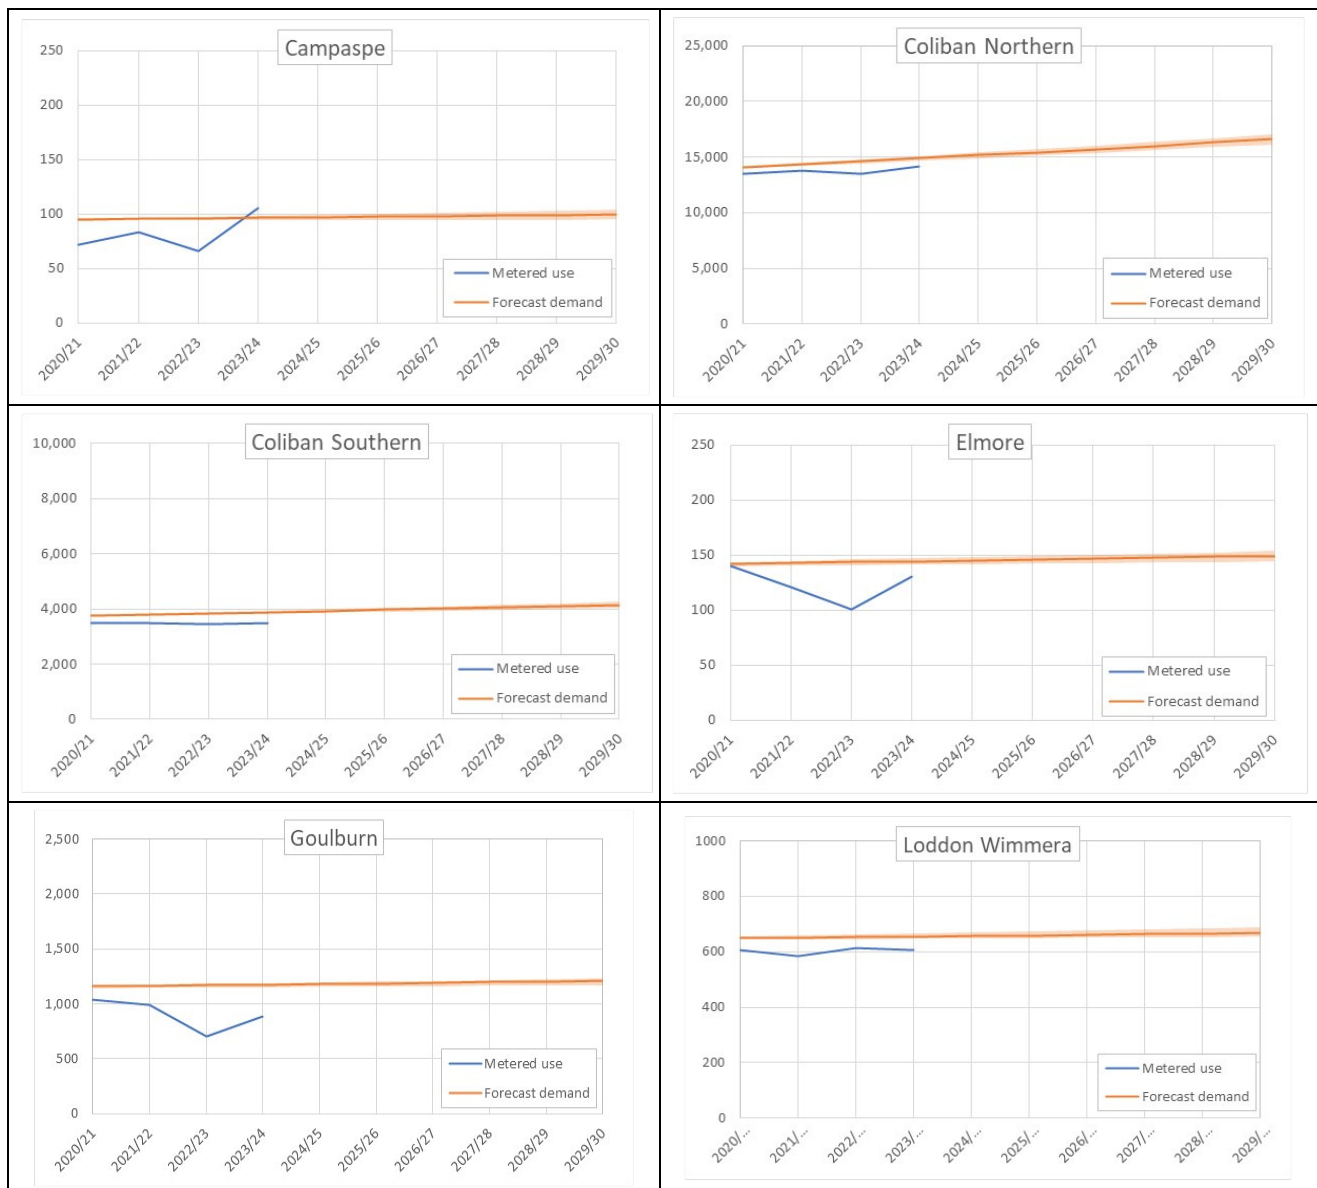 Campaspe
250
200
150
100
50
0
Metered use
Forecast demand
2020/21 2021/22 2022/23 2023/24 2024/25 2025/26 2026/27 2027/28 2028/29 2029/30
Coliban Northern
25,000
20,000
15,000
10,000
5,000
0
Metered use
Forecast demand
2020/21 2021/22 2022/23 2023/24 2024/25 2025/26 2026/27 2027/28 2028/29 2029/30
Coliban Southern
10,000
8,000
6,000
4,000
2,000
0
Metered use
Forecast demand
2020/21 2021/22 2022/23 2023/24 2024/25 2025/26 2026/27 2027/28 2028/29 2029/30
Elmore
250
200
150
100
50
0
Metered use
Forecast demand
2020/21 2021/22 2022/23 2023/24 2024/25 2025/26 2026/27 2027/28 2028/29 2029/30
Goulburn
2,500
2,000
1,500
1,000
500
0
Metered use
Forecast demand
2020/21 2021/22 2022/23 2023/24 2024/25 2025/26 2026/27 2027/28 2028/29 2029/30
Loddon Wimmera
1000
800
600
400
200
0
Metered use
Forecast demand
2020/... 2021/... 2022/... 2023/... 2024/... 2025/... 2026/... 2027/... 2028/... 2029/...